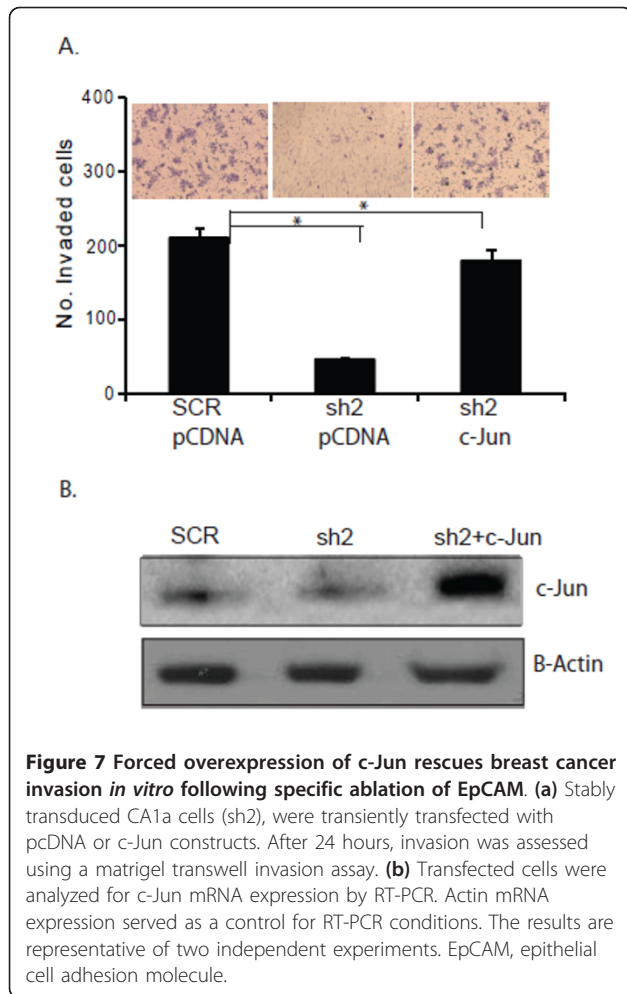 A.
400
300
200
100
0
No. Invaded cells
*
*
SCR sh2 sh2
pCDNA pCDNA c-Jun
B.
SCR sh2 sh2+c-Jun
c-Jun
B-Actin
Figure 7 Forced overexpression of c-Jun rescues breast cancer
invasion in vitro following specific ablation of EpCAM. (a) Stably
transduced CA1a cells (sh2), were transiently transfected with
pcDNA or c-Jun constructs. After 24 hours, invasion was assessed
using a matrigel transwell invasion assay. (b) Transfected cells were
analyzed for c-Jun mRNA expression by RT-PCR. Actin mRNA
expression served as a control for RT-PCR conditions. The results are
representative of two independent experiments. EpCAM, epithelial
cell adhesion molecule.